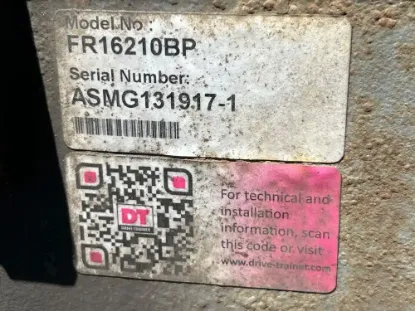 Model No.:
FR16210BP
Serial Number:
ASMG131917-1
DT
For technical and
installation
information, scan
this code or visit
www.drive-trainet.com